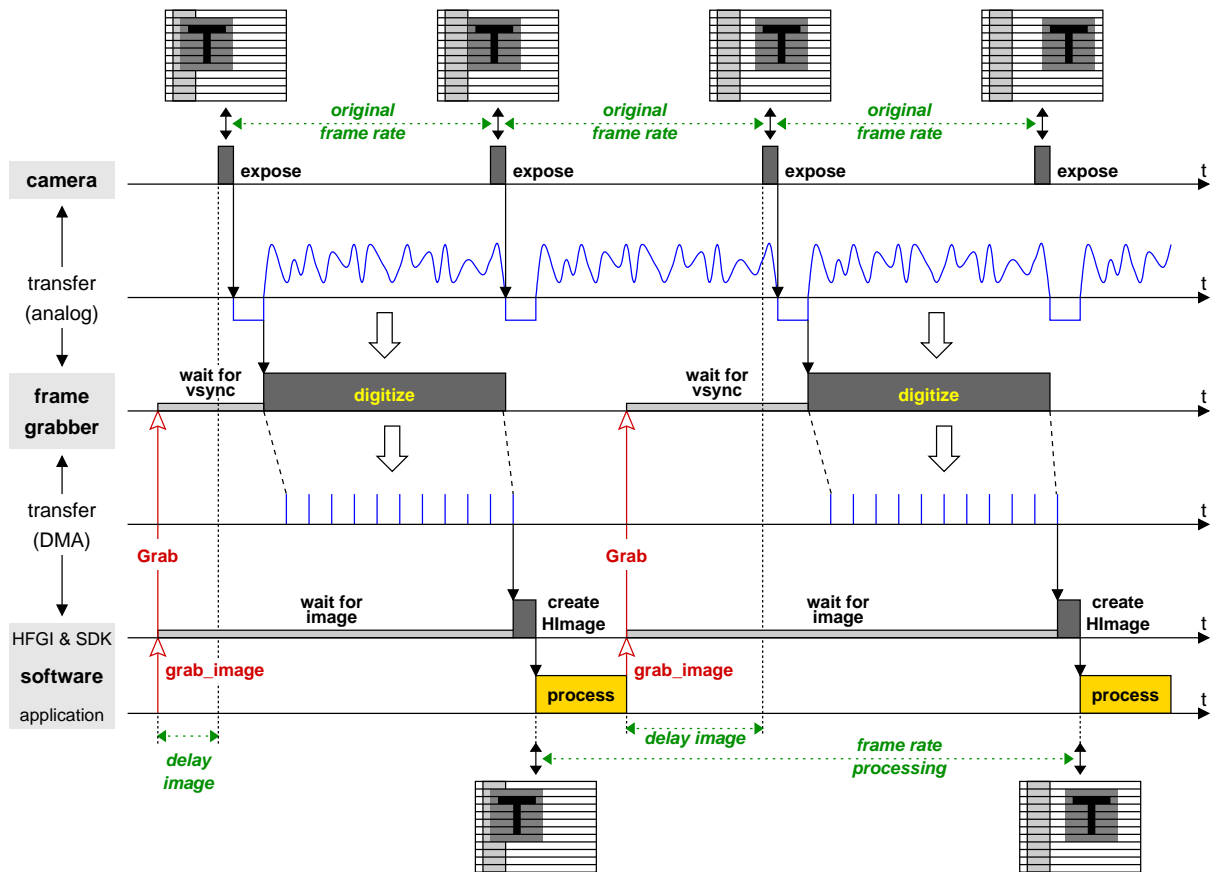 original
frame rate
original
frame rate
original
frame rate
camera
expose
expose
expose
expose
t
transfer
(analog)
t
frame
grabber
wait for
vsync
digitize
wait for
vsync
digitize
t
transfer
(DMA)
t
Grab
Grab
HFGI & SDK
wait for
image
create
HImage
wait for
image
create
HImage
t
software
grab_image
grab_image
application
process
process
t
delay
image
delay image
frame rate
processing
T
T
T
T
T
T